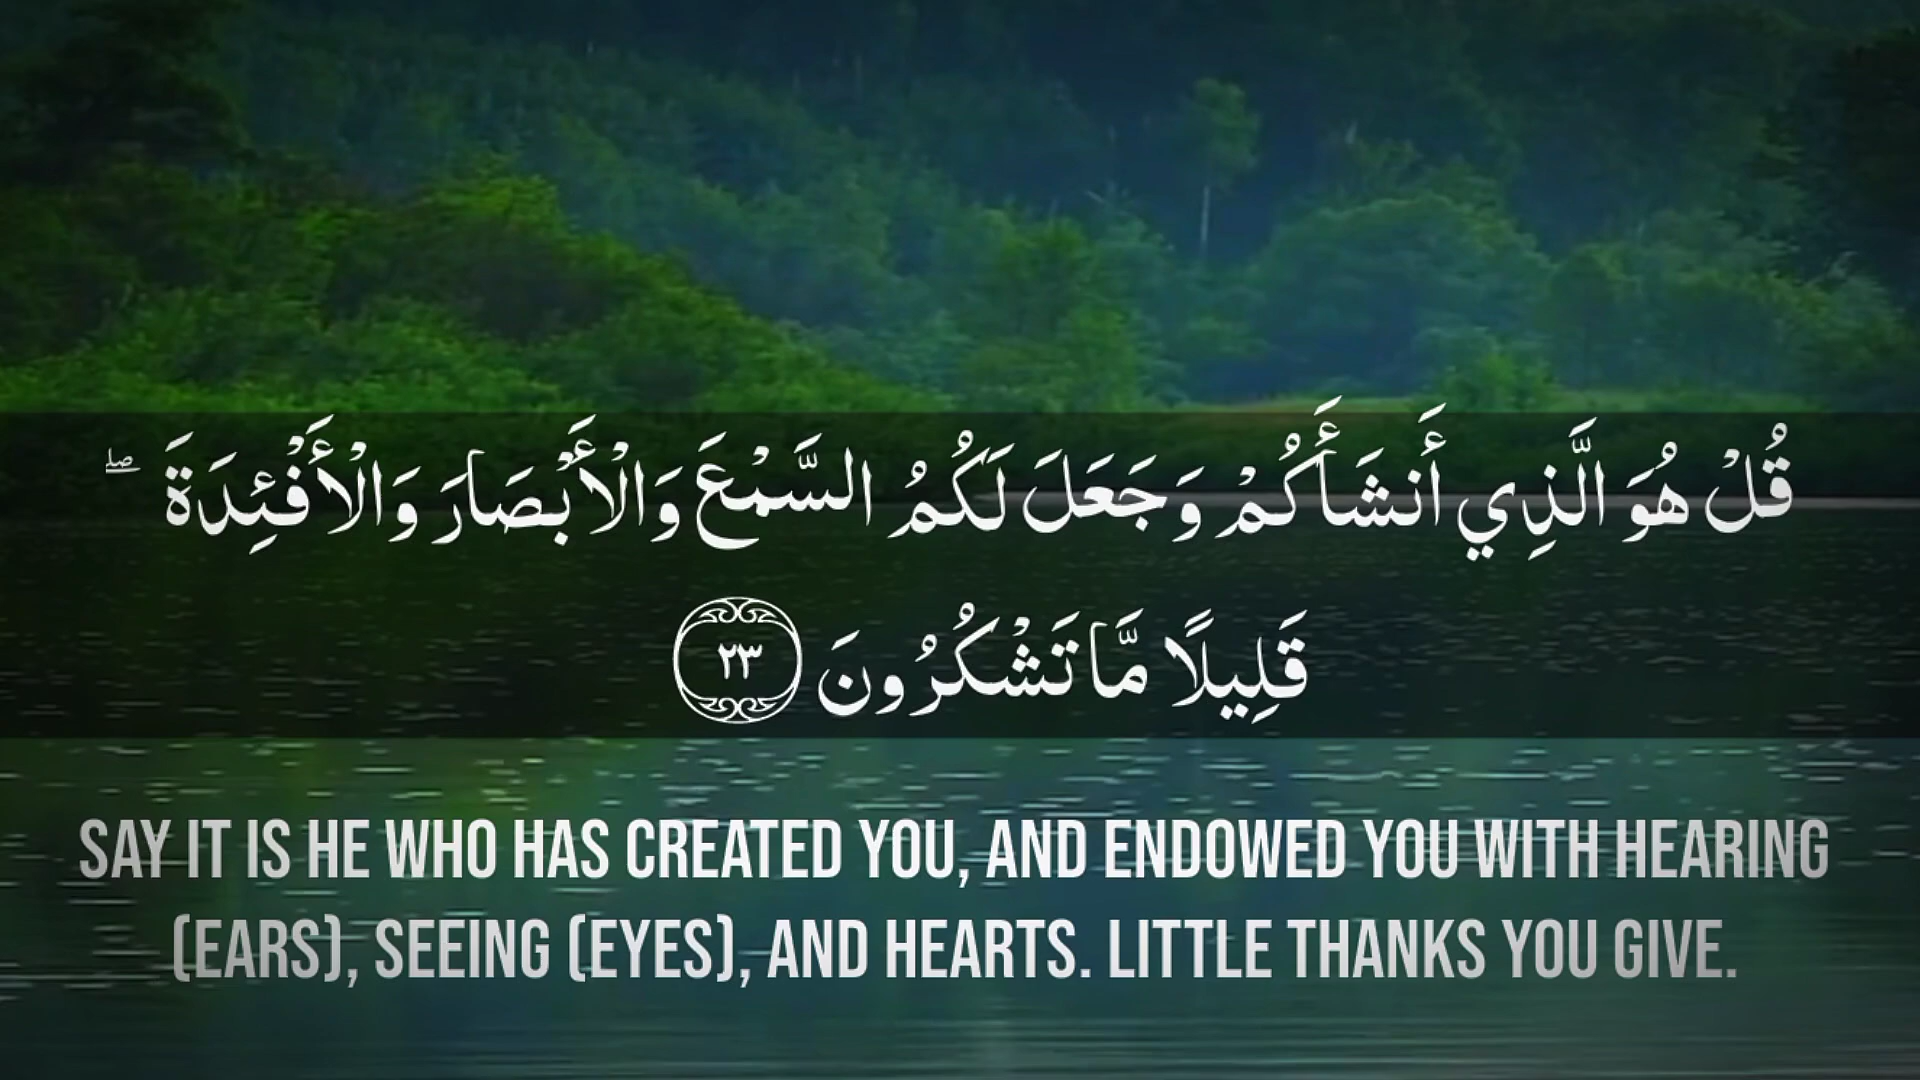 قُلْ هُوَ الَّذِي أَنشَأَكُمْ وَجَعَلَ لَكُمُ السَّمْعَ وَالْأَبْصَارَ وَالْأَفْئِدَةَ ۖ
قَلِيلًا مَّا تَشْكُرُونَ ٢٣
SAY IT IS HE WHO HAS CREATED YOU, AND ENDOWED YOU WITH HEARING
(EARS), SEEING (EYES), AND HEARTS. LITTLE THANKS YOU GIVE.